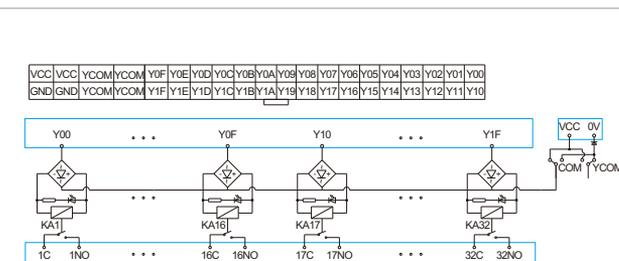 VCC VCC YCOM YCOM Y0F Y0E Y0D Y0C Y0B Y0A Y09 Y08 Y07 Y06 Y05 Y04 Y03 Y02 Y01 Y00
GND GND YCOM YCOM Y1F Y1E Y1D Y1C Y1B Y1A Y19 Y18 Y17 Y16 Y15 Y14 Y13 Y12 Y11 Y10
Y00 • • • Y0F Y10 • • • Y1F VCC 0V
COM YCOM
• • • • • •
KA1 KA16 KA17 KA32
1C 1NO • • • 16C 16NO 17C 17NO • • • 32C 32NO